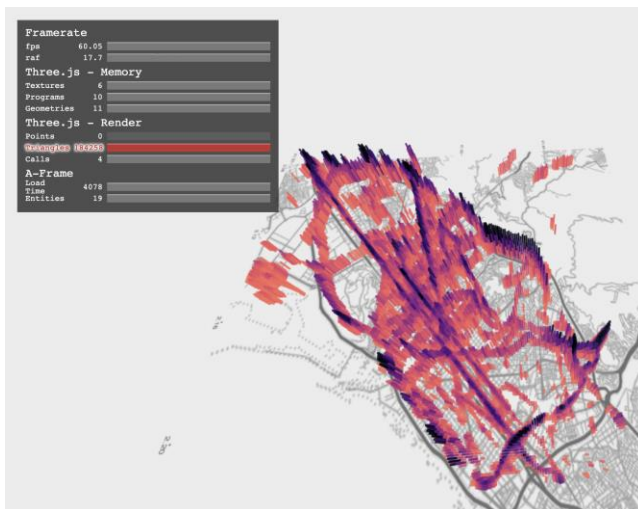 Framerate
fps 60.05
raf 17.7
Three.js - Memory
Textures 6
Programs 10
Geometries 11
Three.js - Render
Points 0
Triangles 184258
Calls 4
A-Frame
Load Time 4078
Entities 19